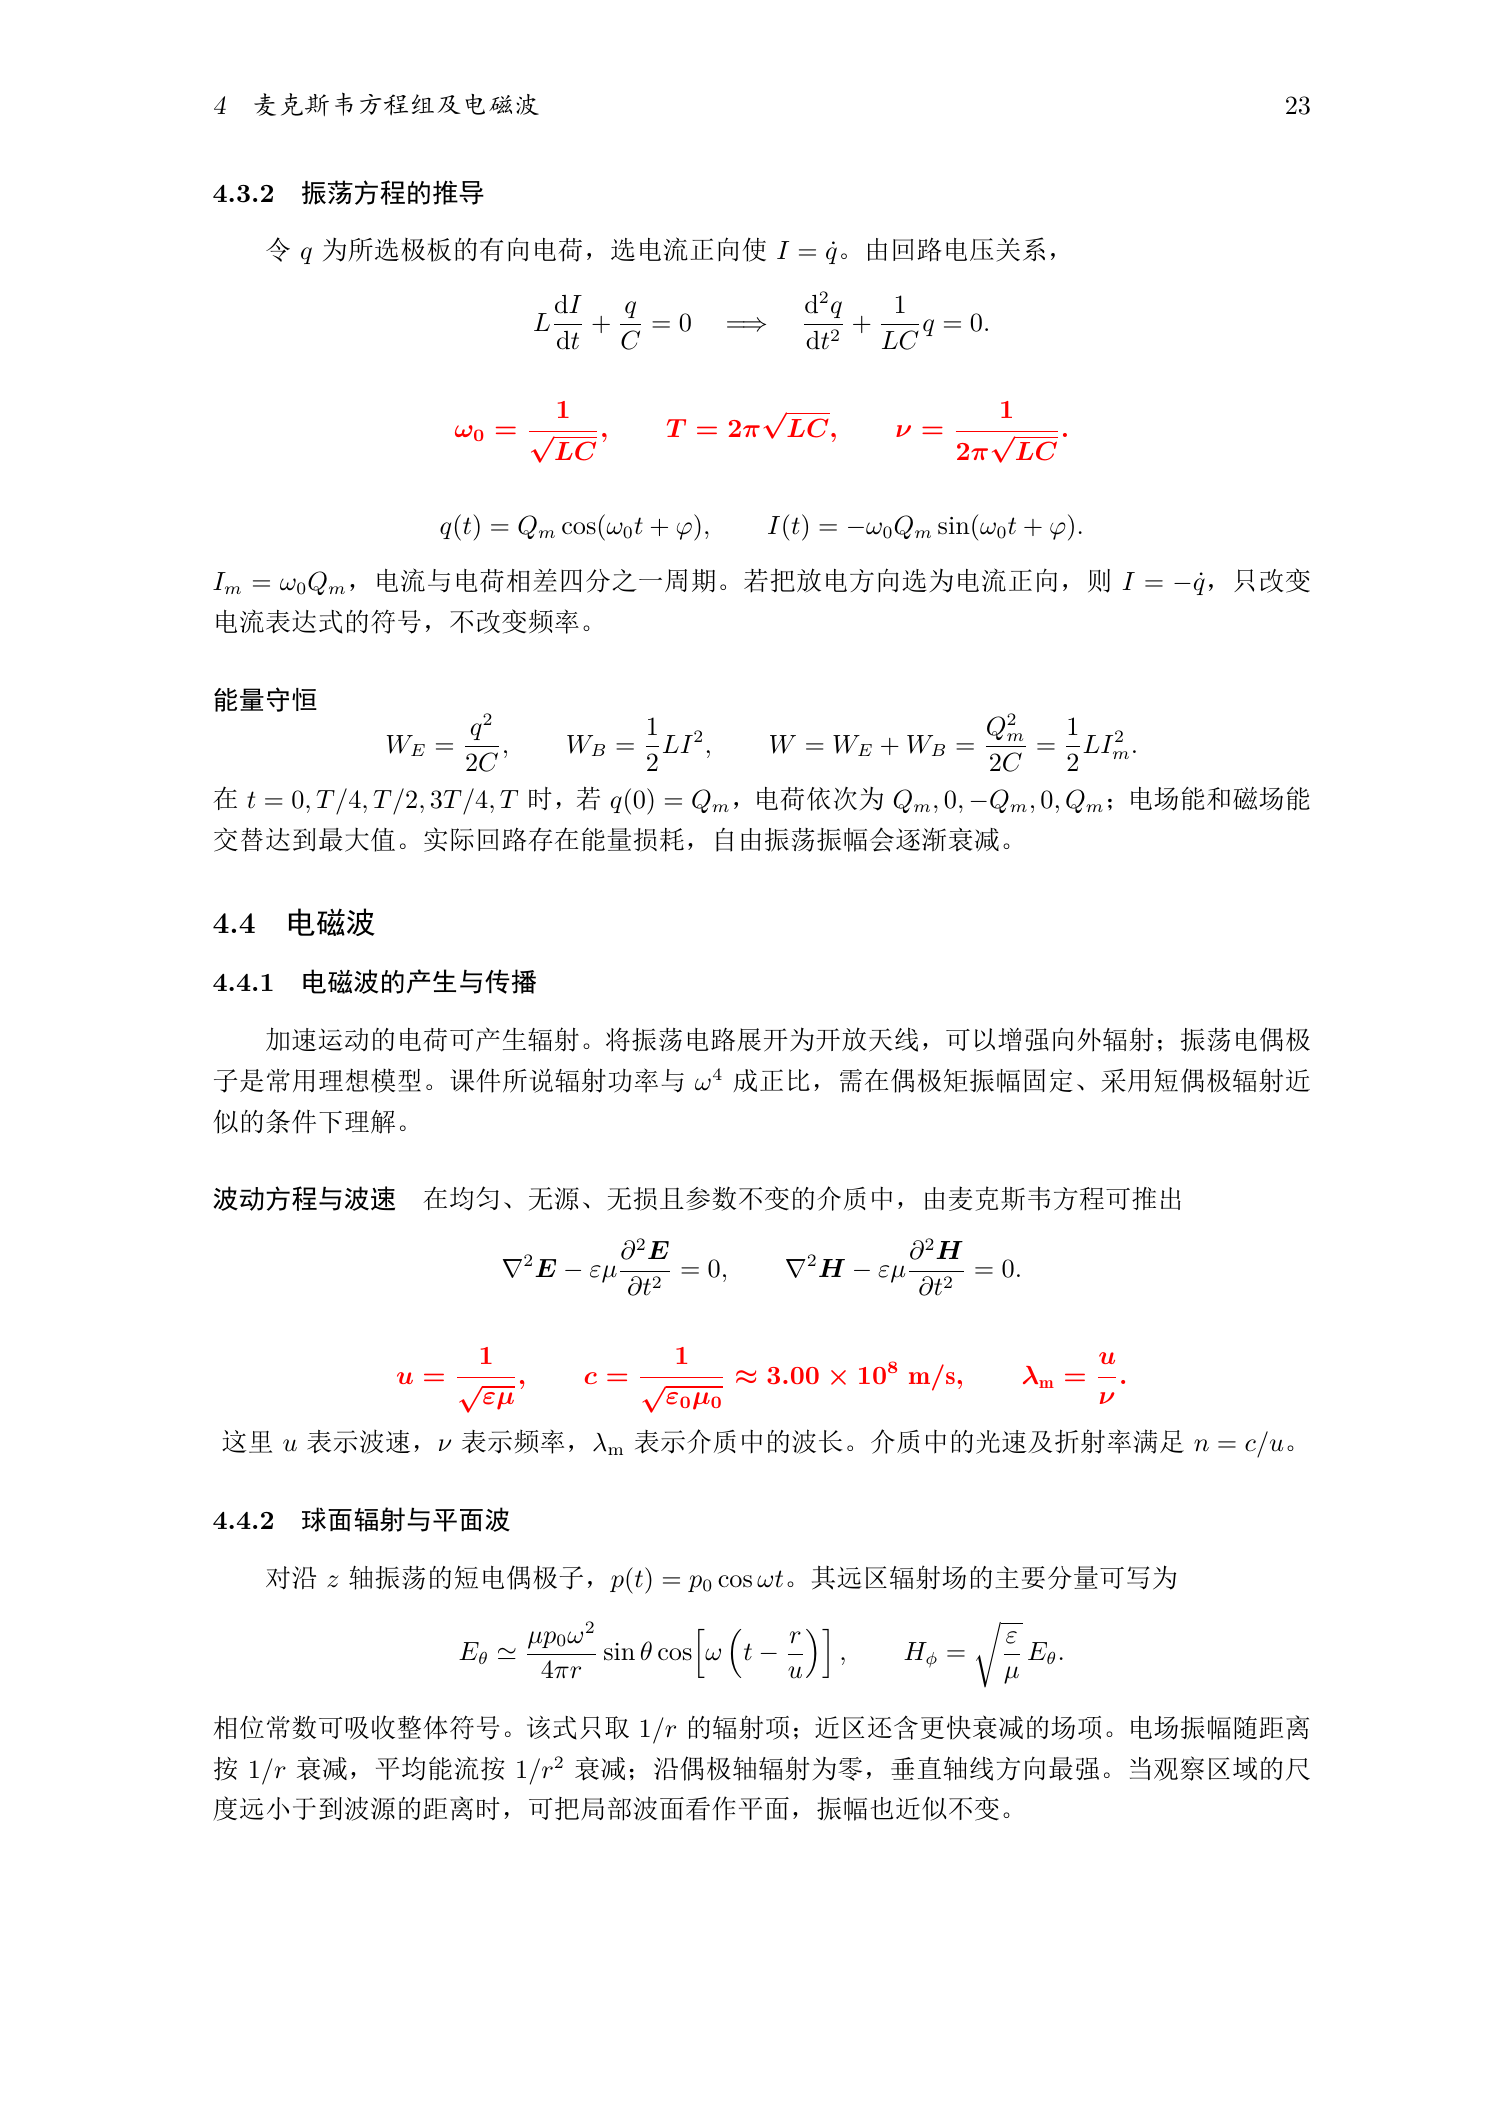 4 麦克斯韦方程组及电磁波 23
4.3.2 振荡方程的推导
令 q 为所选极板的有向电荷，选电流正向使 I = q̇。由回路电压关系，
L dI/dt + q/C = 0 ⟹ d²q/dt² + 1/LC q = 0.
ω₀ = 1/√LC, T = 2π√LC, ν = 1/2π√LC.
q(t) = Qₘ cos(ω₀t + φ), I(t) = −ω₀Qₘ sin(ω₀t + φ).
Iₘ = ω₀Qₘ，电流与电荷相差四分之一周期。若把放电方向选为电流正向，则 I = −q̇，只改变
电流表达式的符号，不改变频率。
能量守恒
W_E = q²/2C, W_B = 1/2 LI², W = W_E + W_B = Qₘ²/2C = 1/2 LIₘ².
在 t = 0, T/4, T/2, 3T/4, T 时，若 q(0) = Qₘ，电荷依次为 Qₘ, 0, −Qₘ, 0, Qₘ；电场能和磁场能
交替达到最大值。实际回路存在能量损耗，自由振荡振幅会逐渐衰减。
4.4 电磁波
4.4.1 电磁波的产生与传播
加速运动的电荷可产生辐射。将振荡电路展开为开放天线，可以增强向外辐射；振荡电偶极
子是常用理想模型。课件所说辐射功率与 ω⁴ 成正比，需在偶极矩振幅固定、采用短偶极辐射近
似的条件下理解。
波动方程与波速 在均匀、无源、无损且参数不变的介质中，由麦克斯韦方程可推出
∇²E − εμ ∂²E/∂t² = 0, ∇²H − εμ ∂²H/∂t² = 0.
u = 1/√εμ, c = 1/√ε₀μ₀ ≈ 3.00 × 10⁸ m/s, λₘ = u/ν.
这里 u 表示波速，ν 表示频率，λₘ 表示介质中的波长。介质中的光速及折射率满足 n = c/u。
4.4.2 球面辐射与平面波
对沿 z 轴振荡的短电偶极子，p(t) = p₀ cos ωt。其远区辐射场的主要分量可写为
E_θ ≃ μp₀ω²/4πr sin θ cos[ω (t − r/u)], H_ϕ = √ε/μ E_θ.
相位常数可吸收整体符号。该式只取 1/r 的辐射项；近区还含更快衰减的场项。电场振幅随距离
按 1/r 衰减，平均能流按 1/r² 衰减；沿偶极轴辐射为零，垂直轴线方向最强。当观察区域的尺
度远小于到波源的距离时，可把局部波面看作平面，振幅也近似不变。